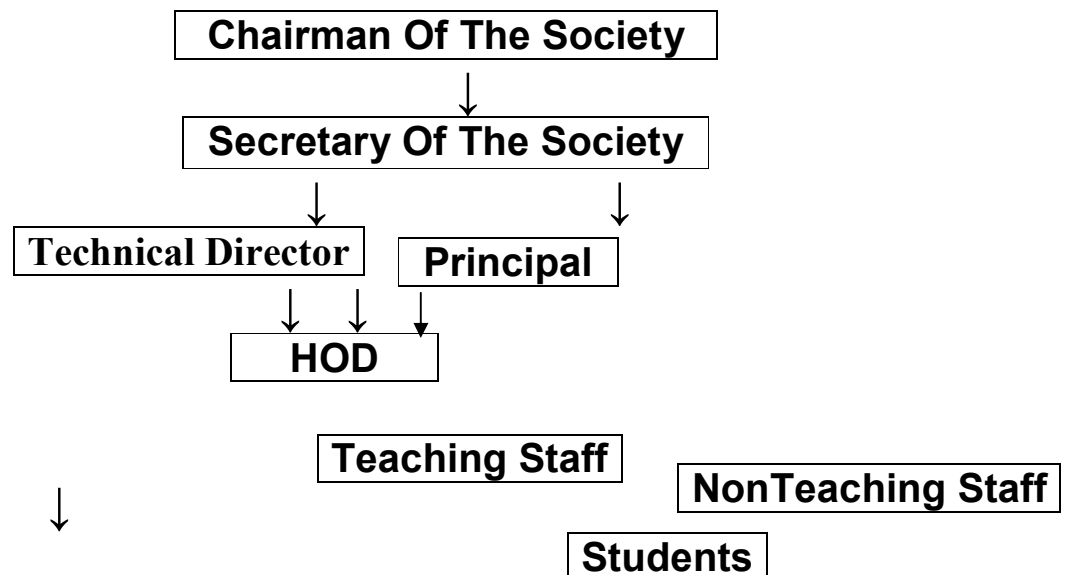 Chairman Of The Society
Secretary Of The Society
Technical Director
Principal
HOD
Teaching Staff
NonTeaching Staff
Students